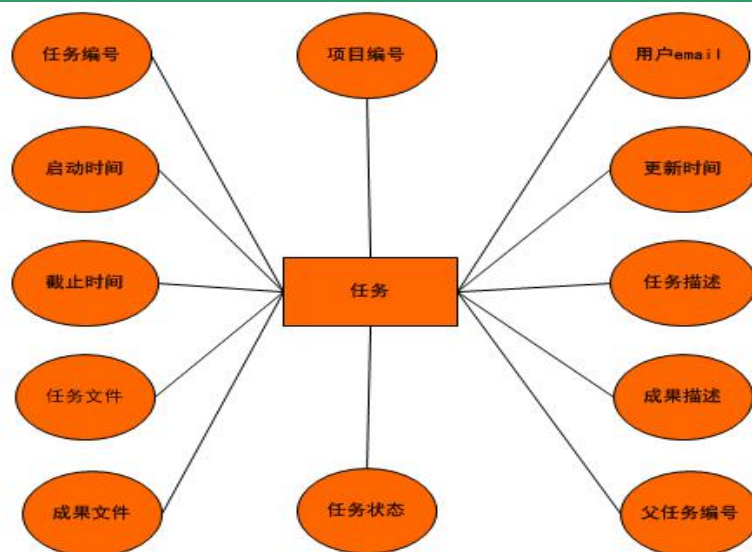 任务编号
项目编号
用户email
启动时间
更新时间
截止时间
任务
任务描述
任务文件
成果描述
成果文件
任务状态
父任务编号